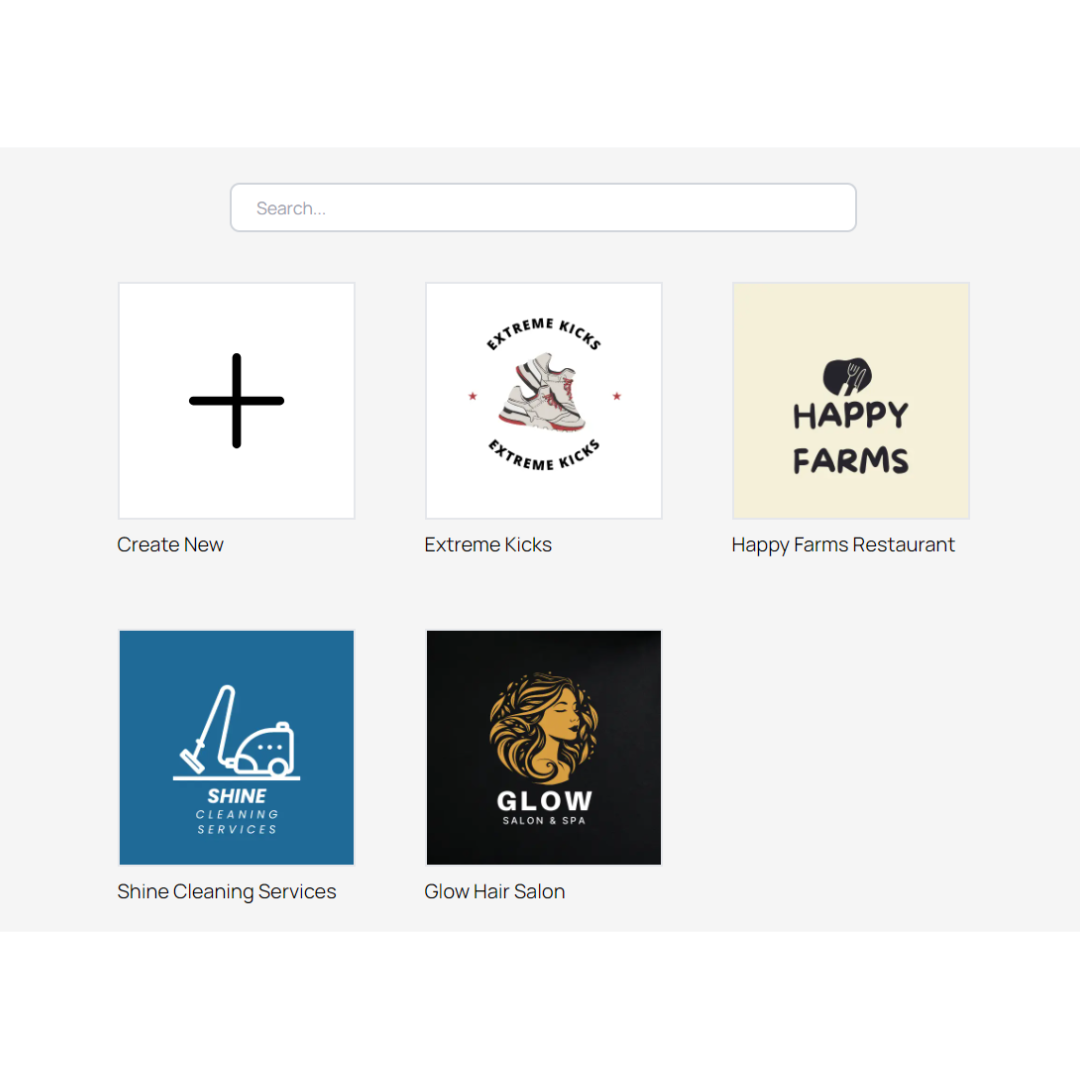 Search...
EXTREME KICKS
EXTREME KICKS
HAPPY
FARMS
Create New
Extreme Kicks
Happy Farms Restaurant
SHINE
CLEANING
SERVICES
GLOW
SALON & SPA
Shine Cleaning Services
Glow Hair Salon